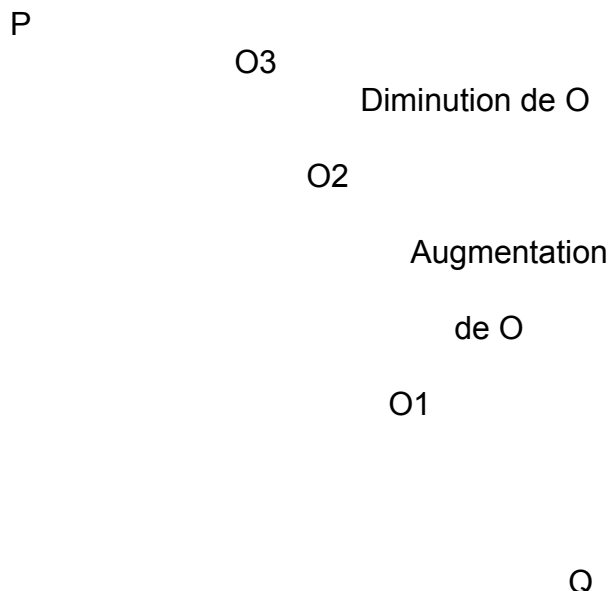 P
O3
Diminution de O
O2
Augmentation
de O
O1
Q